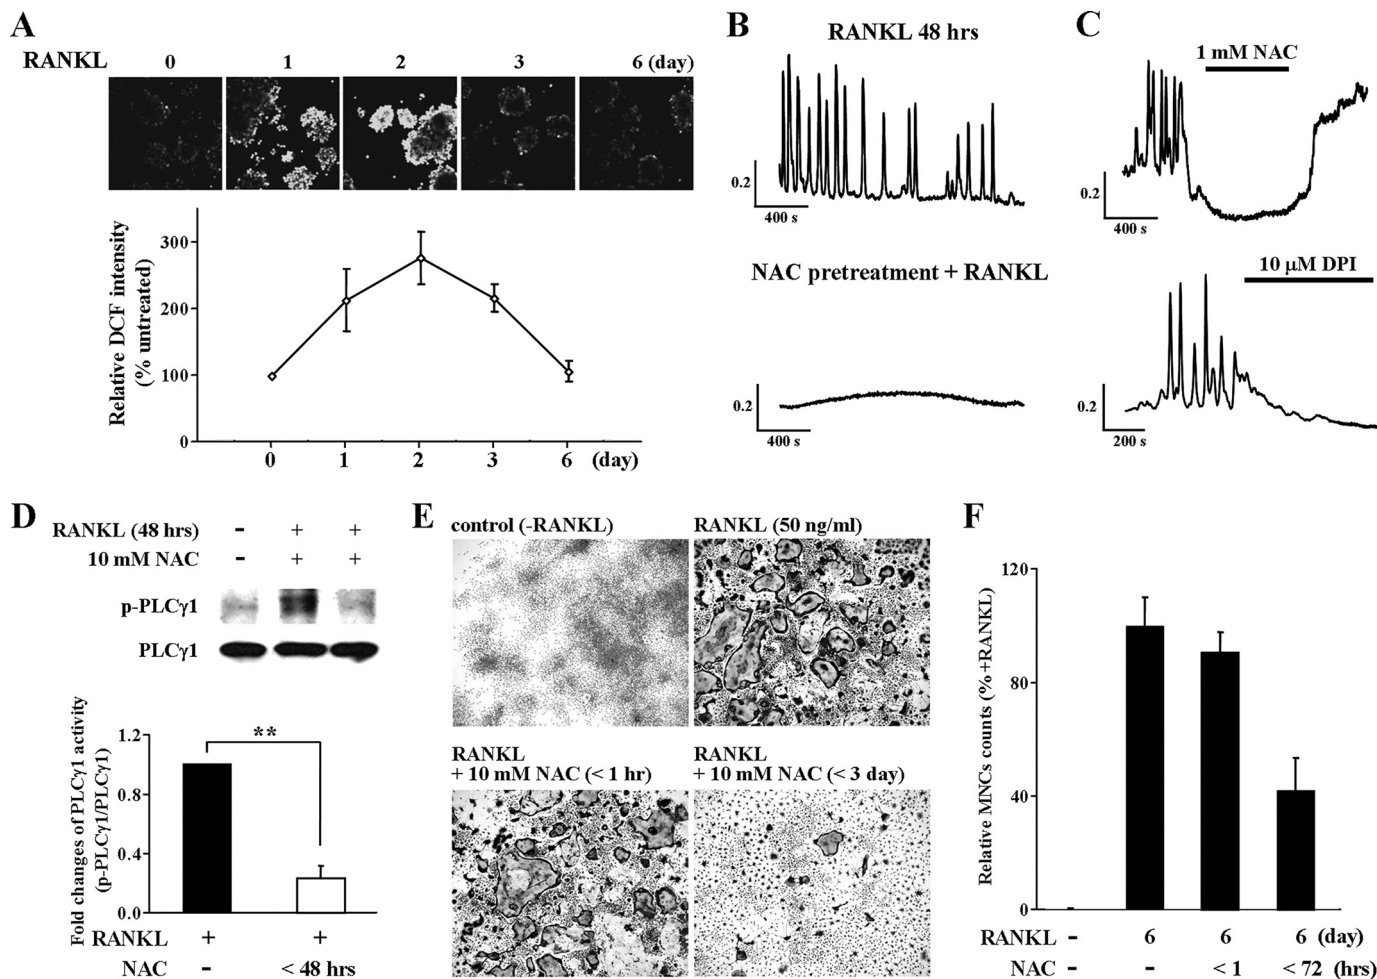 A
RANKL 0 1 2 3 6 (day)
Relative DCF intensity
(% untreated)
300
200
100
0
0 1 2 3 6 (day)
B
RANKL 48 hrs
0.2
400 s
NAC pretreatment + RANKL
0.2
400 s
C
1 mM NAC
0.2
400 s
10 µM DPI
0.2
200 s
D
RANKL (48 hrs) - + +
10 mM NAC - + +
p-PLCγ1
PLCγ1
Fold changes of PLCγ1 activity
(p-PLCγ1/PLCγ1)
1.2
0.8
0.4
0.0
**
RANKL + +
NAC - < 48 hrs
E
control (-RANKL)
RANKL (50 ng/ml)
RANKL
+ 10 mM NAC (< 1 hr)
RANKL
+ 10 mM NAC (< 3 day)
F
Relative MNCs counts (%+RANKL)
120
80
40
0
RANKL - 6 6 6 (day)
NAC - - < 1 < 72 (hrs)